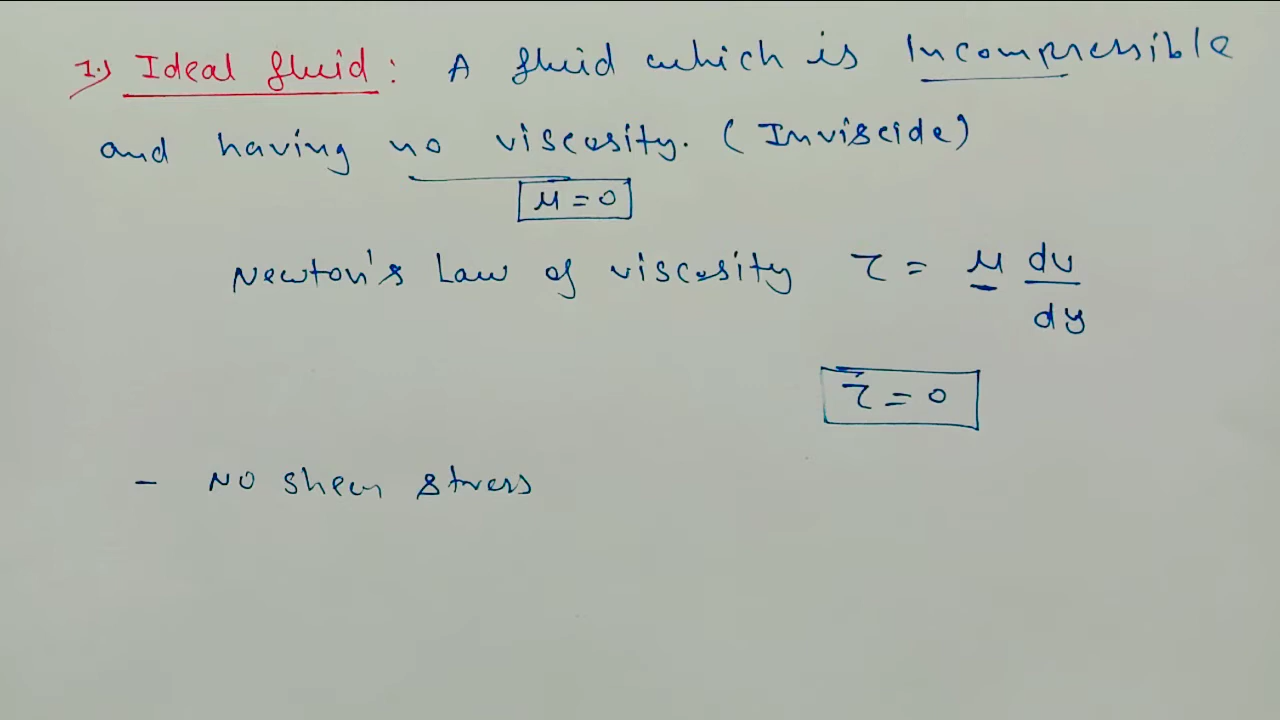 1.) Ideal fluid : A fluid which is Incompressible
and having no viscosity. (Inviscide)
μ = 0
Newton's Law of viscosity τ = μ du/dy
τ = 0
- No shear stress